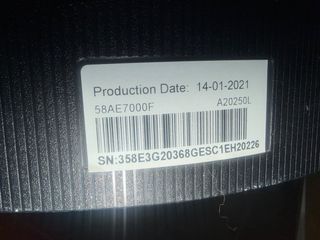 Production Date: 14-01-2021
58AE7000F A20250L
SN:358E3G20368GESC1EH20226